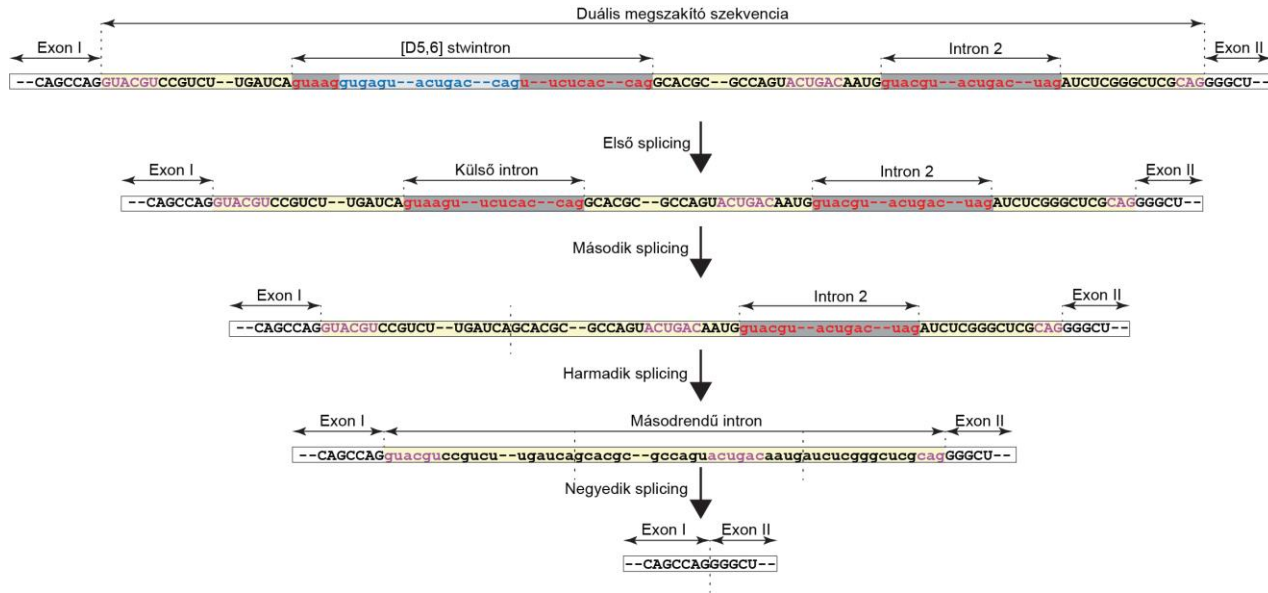 Duális megszakító szekvencia
Exon I [D5,6] stwintron Intron 2 Exon II
--CAGCCAGGUACGUCCGUCU--UGAUCAguaaggugagu--acugac--cagu--ucucac--cagGCACGC--GCCAGUACUGACAAUGguacgu--acugac--uagAUCUCGGGCUCGCAGGGGCU--
Első splicing
Exon I Külső intron Intron 2 Exon II
--CAGCCAGGUACGUCCGUCU--UGAUCAguaagu--ucucac--cagGCACGC--GCCAGUACUGACAAUGguacgu--acugac--uagAUCUCGGGCUCGCAGGGGCU--
Második splicing
Exon I Intron 2 Exon II
--CAGCCAGGUACGUCCGUCU--UGAUCAGCACGC--GCCAGUACUGACAAUGguacgu--acugac--uagAUCUCGGGCUCGCAGGGGCU--
Harmadik splicing
Exon I Másodrendű intron Exon II
--CAGCCAGguacguccgucu--ugaucagcacgc--gccaguacugacaaugaucucgggcucgcagGGGCU--
Negyedik splicing
Exon I Exon II
--CAGCCAGGGGCU--